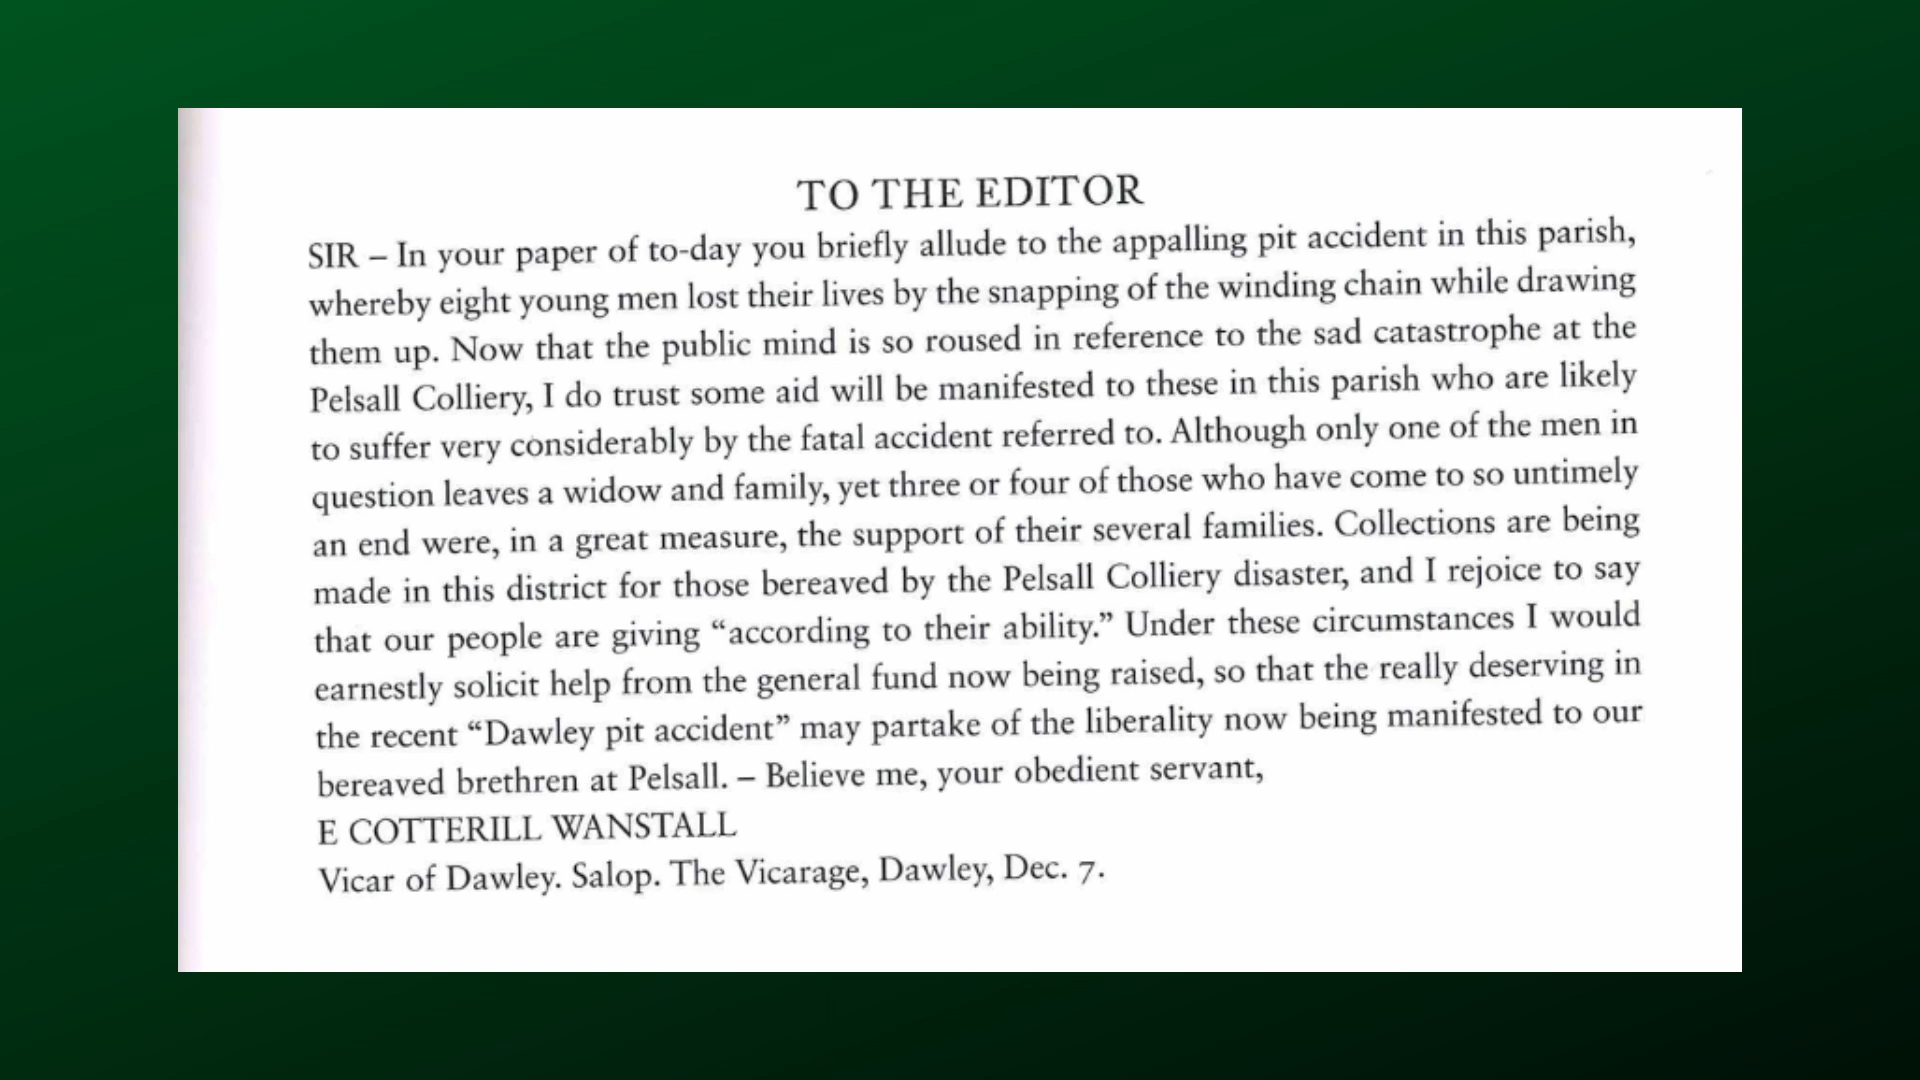 TO THE EDITOR
SIR – In your paper of to-day you briefly allude to the appalling pit accident in this parish,
whereby eight young men lost their lives by the snapping of the winding chain while drawing
them up. Now that the public mind is so roused in reference to the sad catastrophe at the
Pelsall Colliery, I do trust some aid will be manifested to these in this parish who are likely
to suffer very considerably by the fatal accident referred to. Although only one of the men in
question leaves a widow and family, yet three or four of those who have come to so untimely
an end were, in a great measure, the support of their several families. Collections are being
made in this district for those bereaved by the Pelsall Colliery disaster, and I rejoice to say
that our people are giving “according to their ability.” Under these circumstances I would
earnestly solicit help from the general fund now being raised, so that the really deserving in
the recent “Dawley pit accident” may partake of the liberality now being manifested to our
bereaved brethren at Pelsall. – Believe me, your obedient servant,
E COTTERILL WANSTALL
Vicar of Dawley. Salop. The Vicarage, Dawley, Dec. 7.